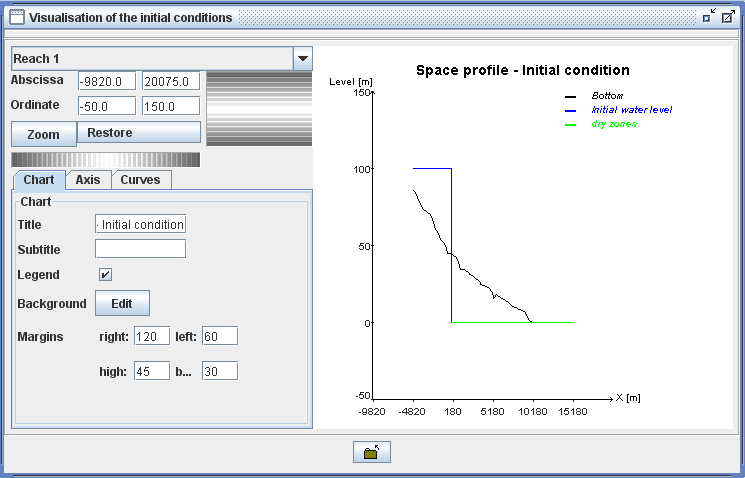 Visualisation of the initial conditions
Reach 1
Abscissa -9820.0 20075.0
Ordinate -50.0 150.0
Zoom Restore
Chart Axis Curves
Chart
Title - Initial condition
Subtitle
Legend
Background Edit
Margins right: 120 left: 60
high: 45 b... 30
Space profile - Initial condition
Level [m]
Bottom
Initial water level
dry zones
150
100
50
0
-50
X [m]
-9820 -4820 180 5180 10180 15180